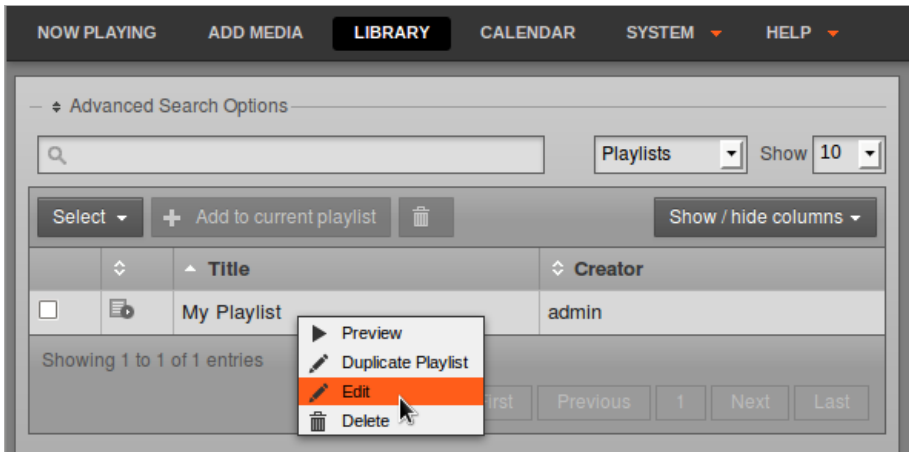 NOW PLAYING ADD MEDIA LIBRARY CALENDAR SYSTEM HELP
Advanced Search Options
Playlists Show 10
Select Add to current playlist Show / hide columns
Title Creator
My Playlist admin
Preview
Showing 1 to 1 of 1 entries
Duplicate Playlist
Edit
irst Previous 1 Next Last
Delete